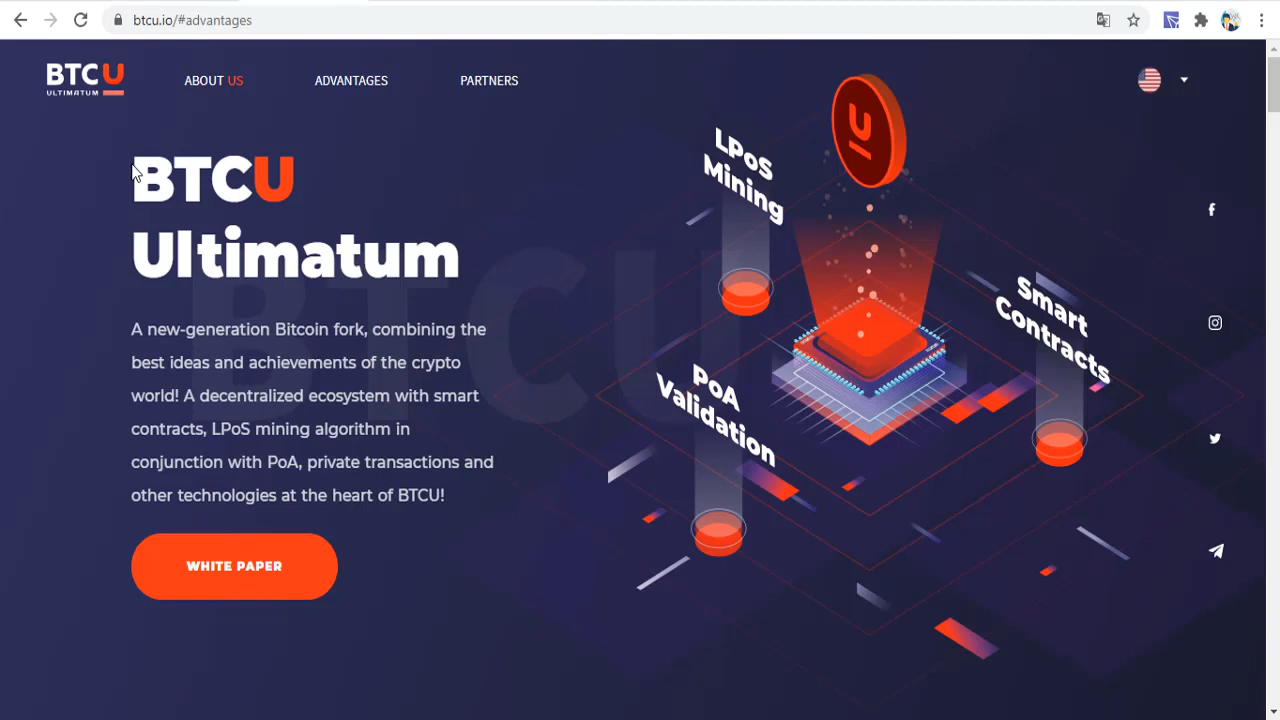 btcu.io/#advantages
BTCU
ULTIMATUM
ABOUT US
ADVANTAGES
PARTNERS
BTCU
Ultimatum
A new-generation Bitcoin fork, combining the
best ideas and achievements of the crypto
world! A decentralized ecosystem with smart
contracts, LPoS mining algorithm in
conjunction with PoA, private transactions and
other technologies at the heart of BTCU!
WHITE PAPER
BTCU
LPoS
Mining
U
Smart
Contracts
PoA
Validation